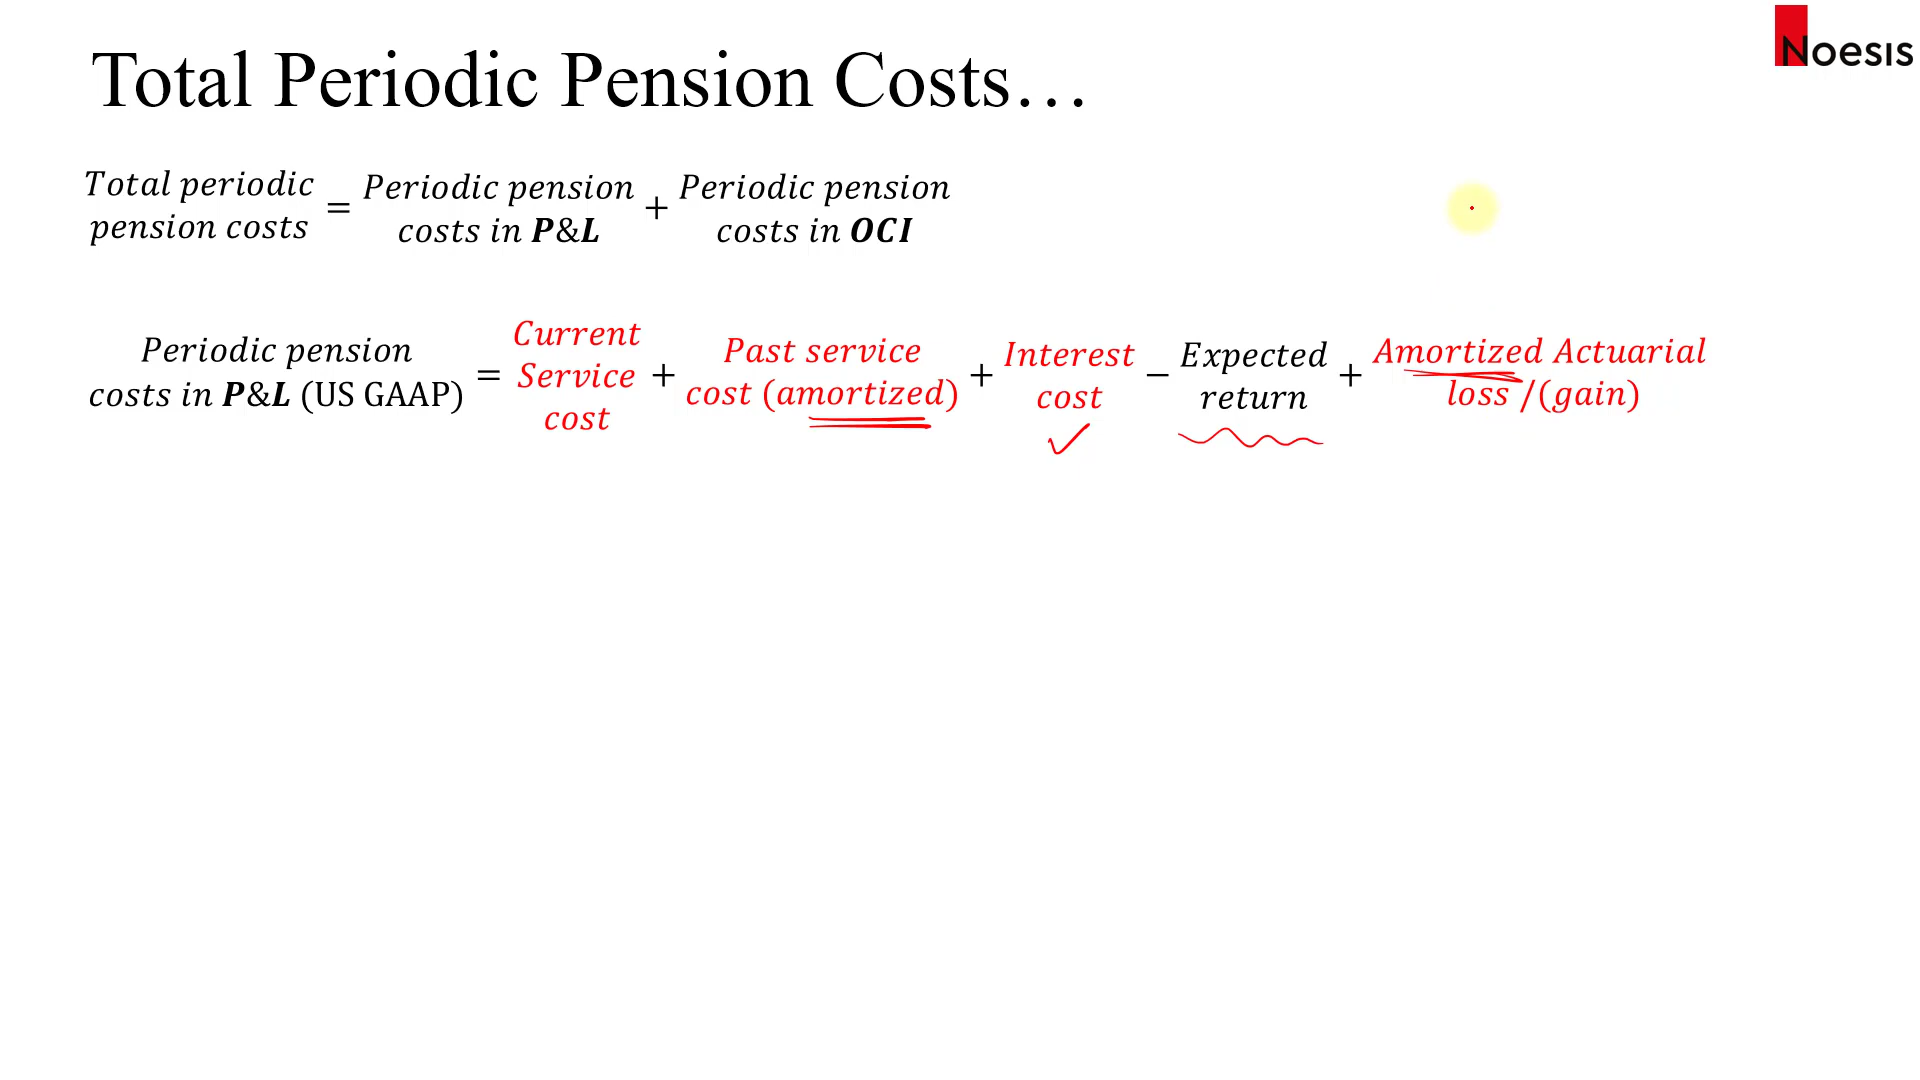 Noesis
Total Periodic Pension Costs…
Total periodic pension costs = Periodic pension costs in P&L + Periodic pension costs in OCI
Periodic pension costs in P&L (US GAAP) = Current Service cost + Past service cost (amortized) + Interest cost − Expected return + Amortized Actuarial loss /(gain)